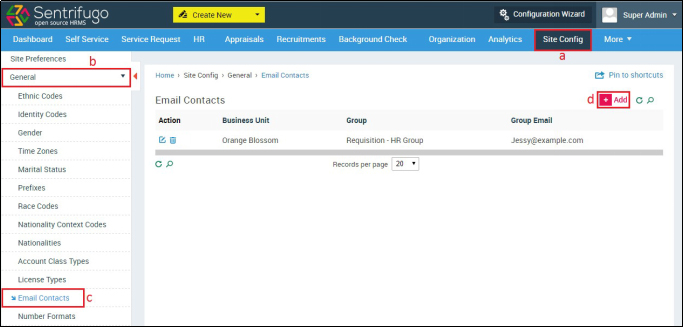 Sentrifugo
open source HRMS
Create New
Configuration Wizard
Super Admin
Dashboard Self Service Service Request HR Appraisals Recruitments Background Check Organization Analytics Site Config More
a
Site Preferences
b
General
Ethnic Codes
Identity Codes
Gender
Time Zones
Marital Status
Prefixes
Race Codes
Nationality Context Codes
Nationalities
Account Class Types
License Types
Email Contacts
c
Number Formats
Home › Site Config › General › Email Contacts
Pin to shortcuts
Email Contacts
d
+ Add
Action Business Unit Group Group Email
Orange Blossom Requisition - HR Group Jessy@example.com
Records per page 20